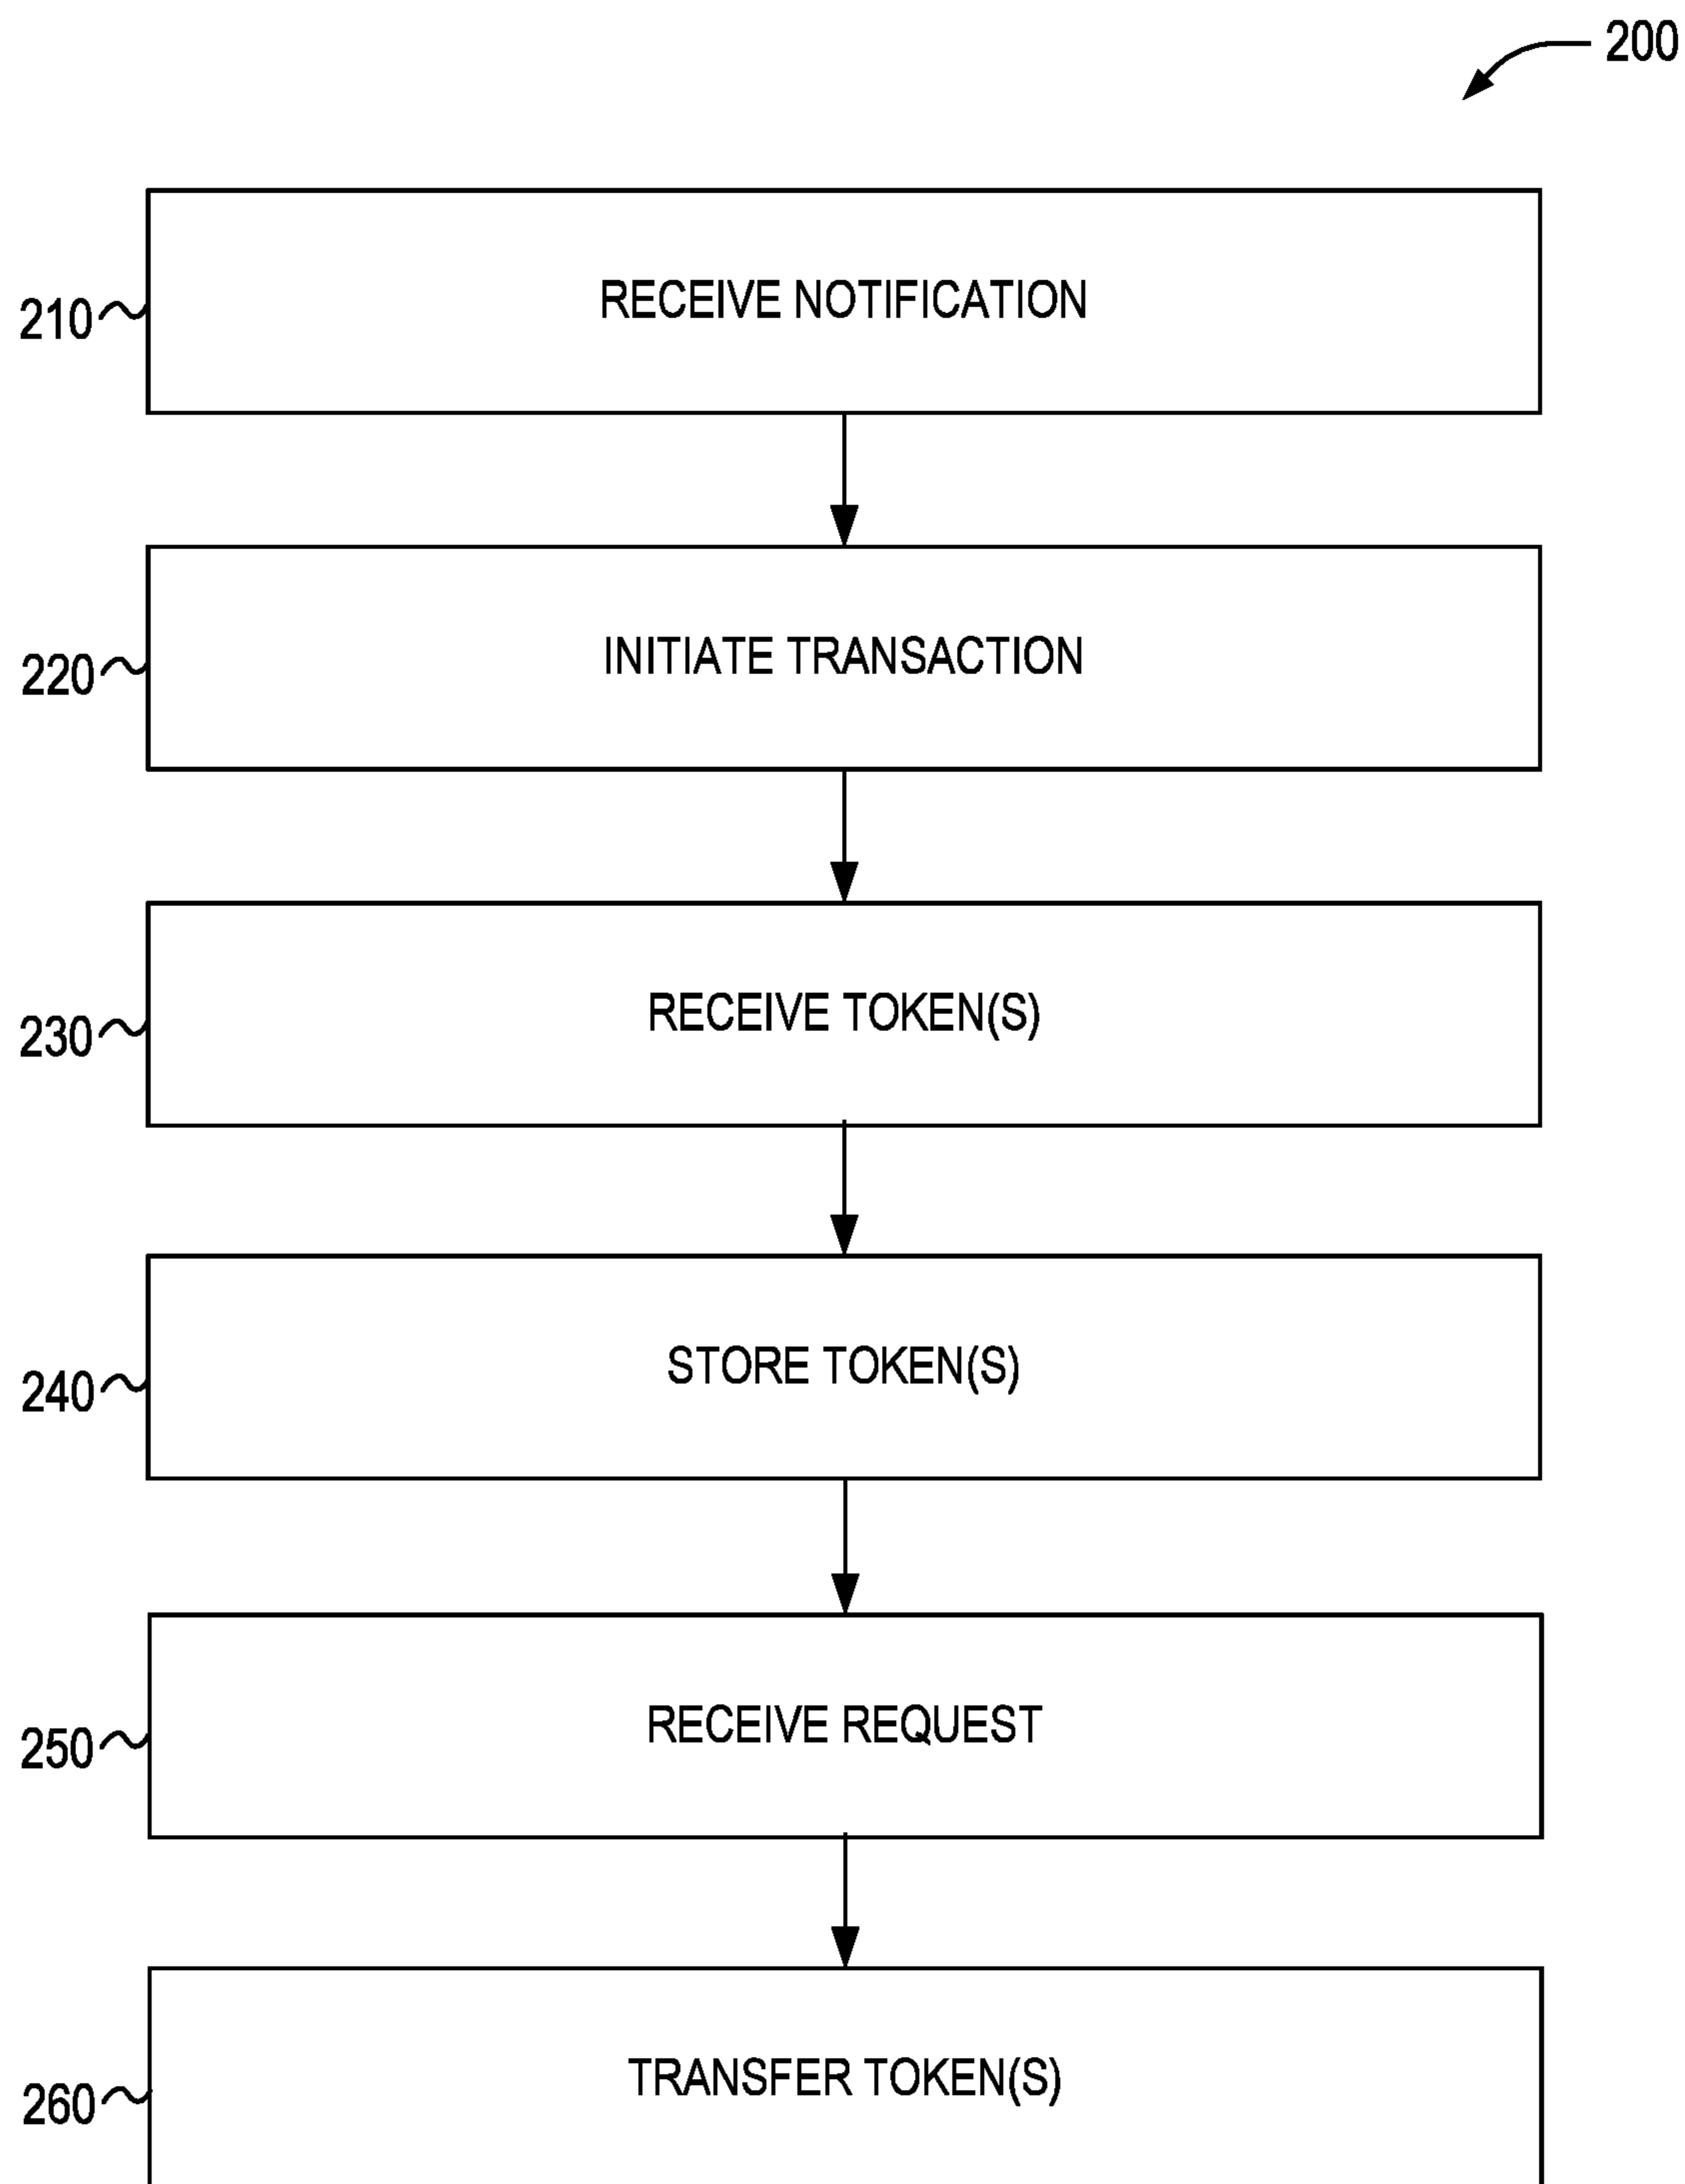 200
RECEIVE NOTIFICATION
210
INITIATE TRANSACTION
220
RECEIVE TOKEN(S)
230
STORE TOKEN(S)
240
RECEIVE REQUEST
250
TRANSFER TOKEN(S)
260